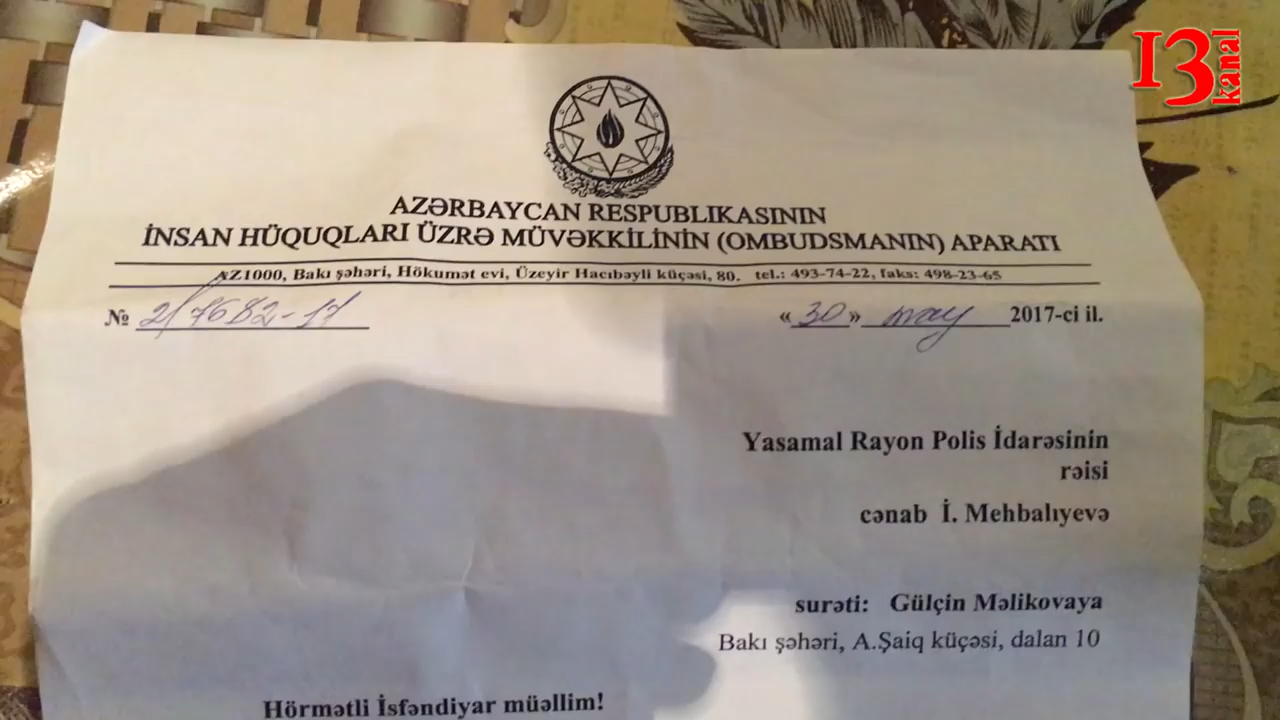 13 kanal
AZƏRBAYCAN RESPUBLIKASININ
İNSAN HÜQUQLARI ÜZRƏ MÜVƏKKİLİNİN (OMBUDSMANIN) APARATI
AZ1000, Bakı şəhəri, Hökumət evi, Üzeyir Hacıbəyli küçəsi, 80. tel.: 493-74-22, faks: 498-23-65
№ 2/7682-17 «30» may 2017-ci il.
Yasamal Rayon Polis İdarəsinin
rəisi
cənab İ. Mehbalıyevə
surəti: Gülçin Məlikovaya
Bakı şəhəri, A.Şaiq küçəsi, dalan 10
Hörmətli İsfəndiyar müəllim!